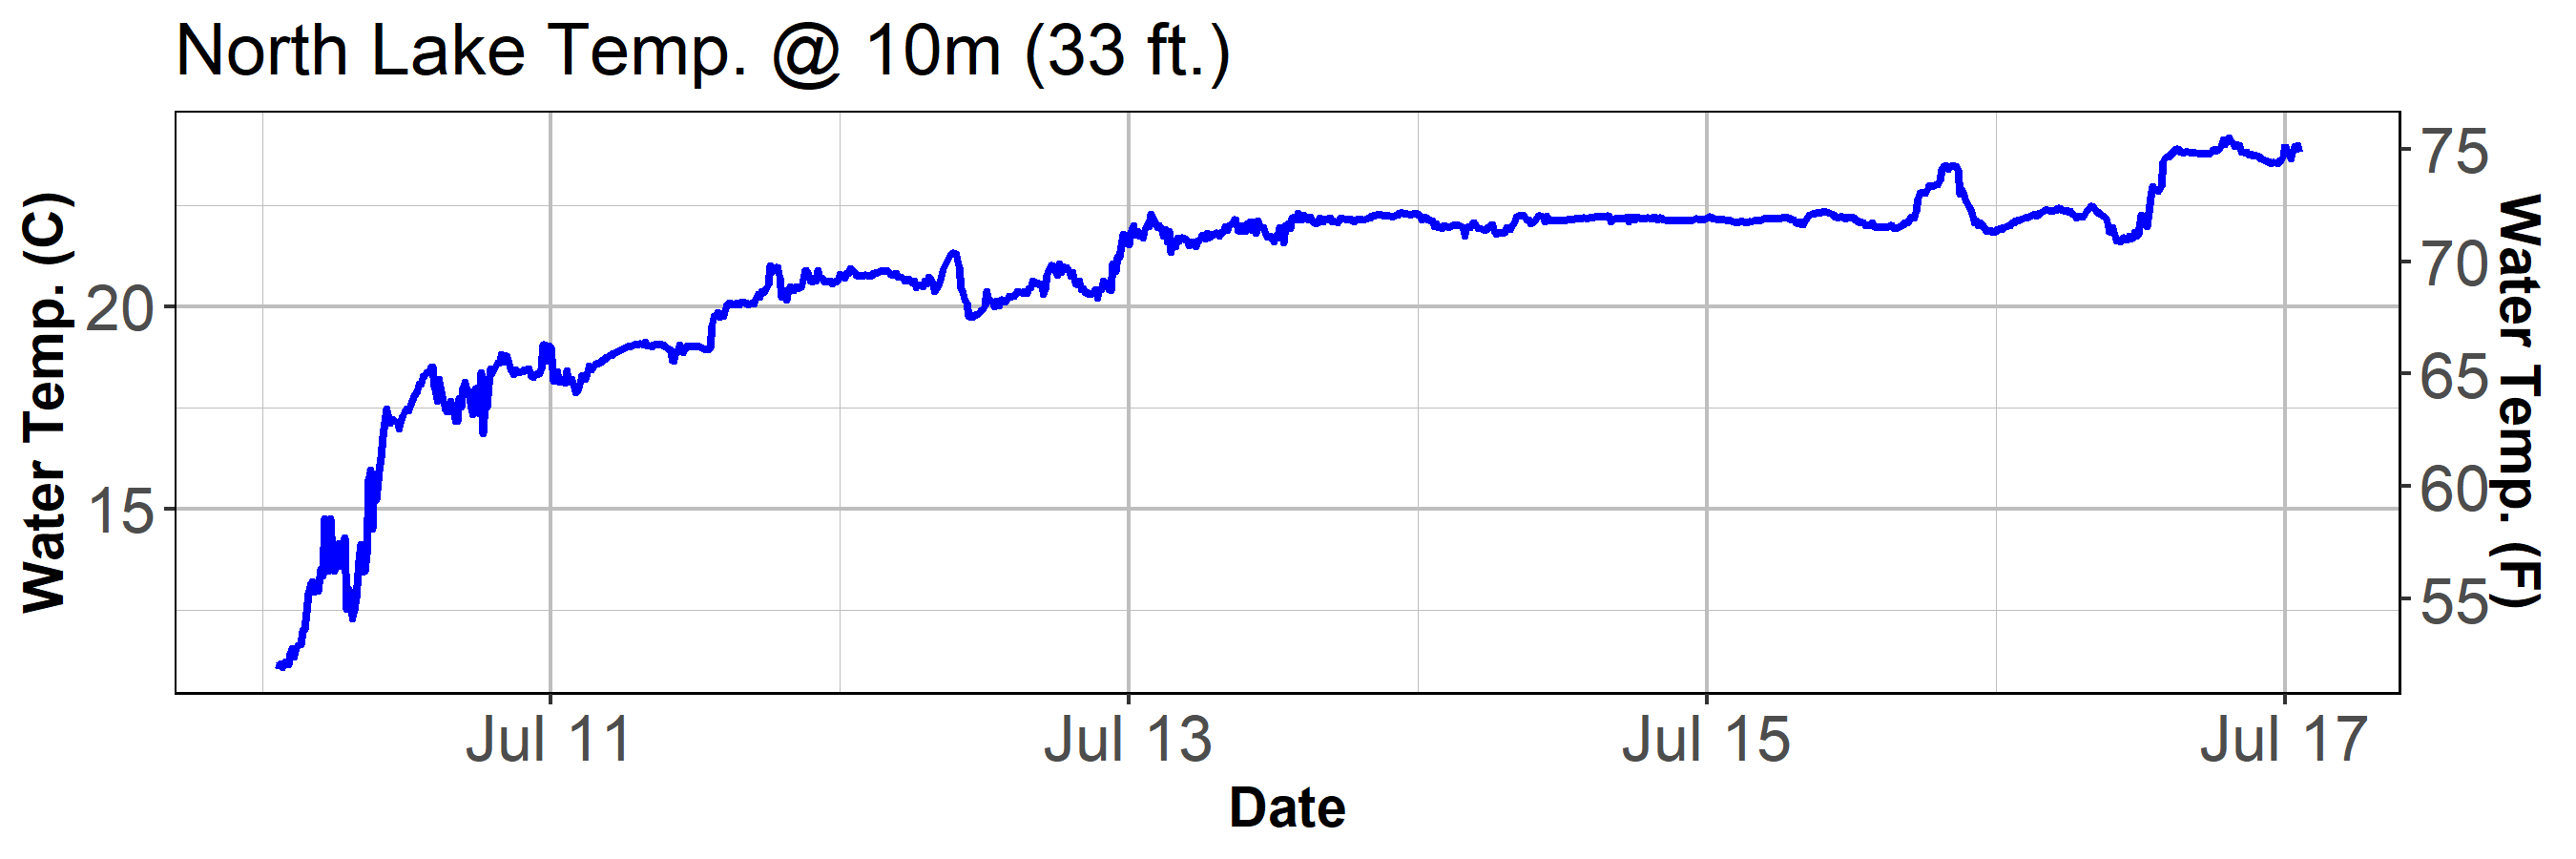 North Lake Temp. @ 10m (33 ft.)
Water Temp. (C)
20
15
75
70
65
60
55
Water Temp. (F)
Jul 11
Jul 13
Jul 15
Jul 17
Date